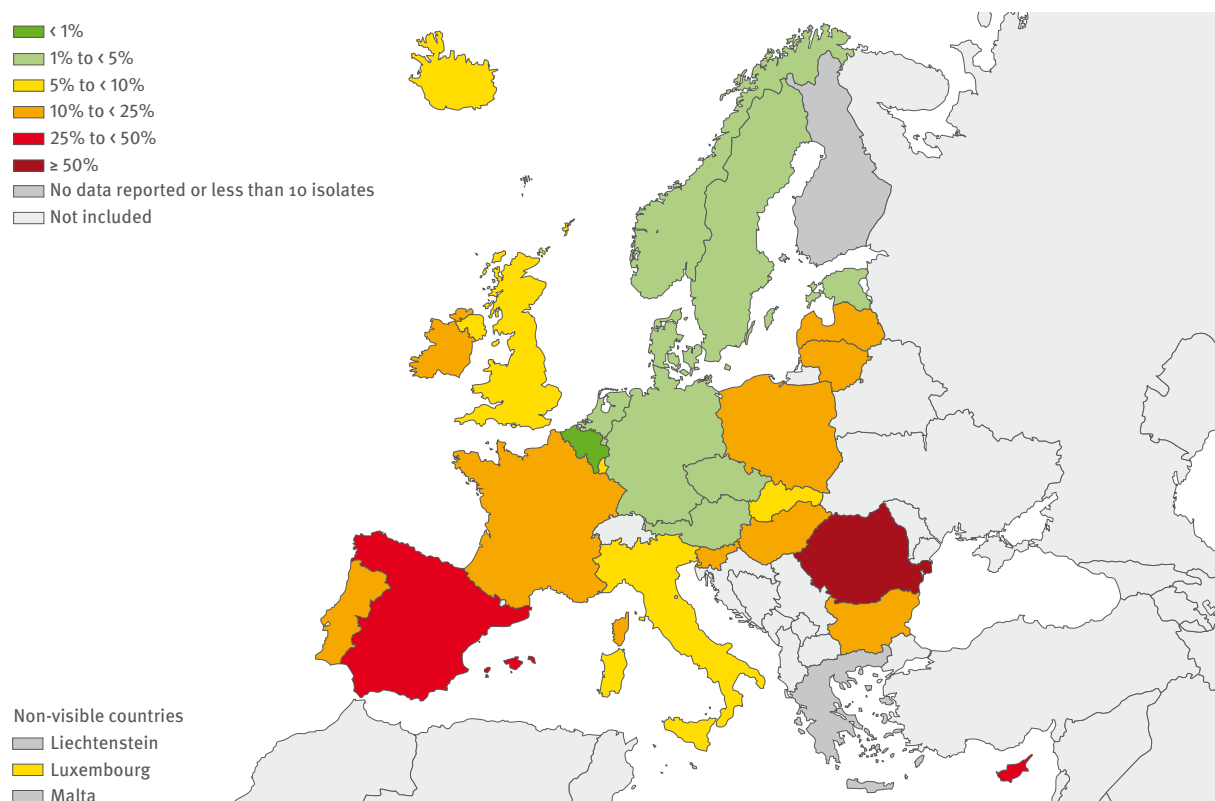 < 1%
1% to < 5%
5% to < 10%
10% to < 25%
25% to < 50%
≥ 50%
No data reported or less than 10 isolates
Not included
Non-visible countries
Liechtenstein
Luxembourg
Malta